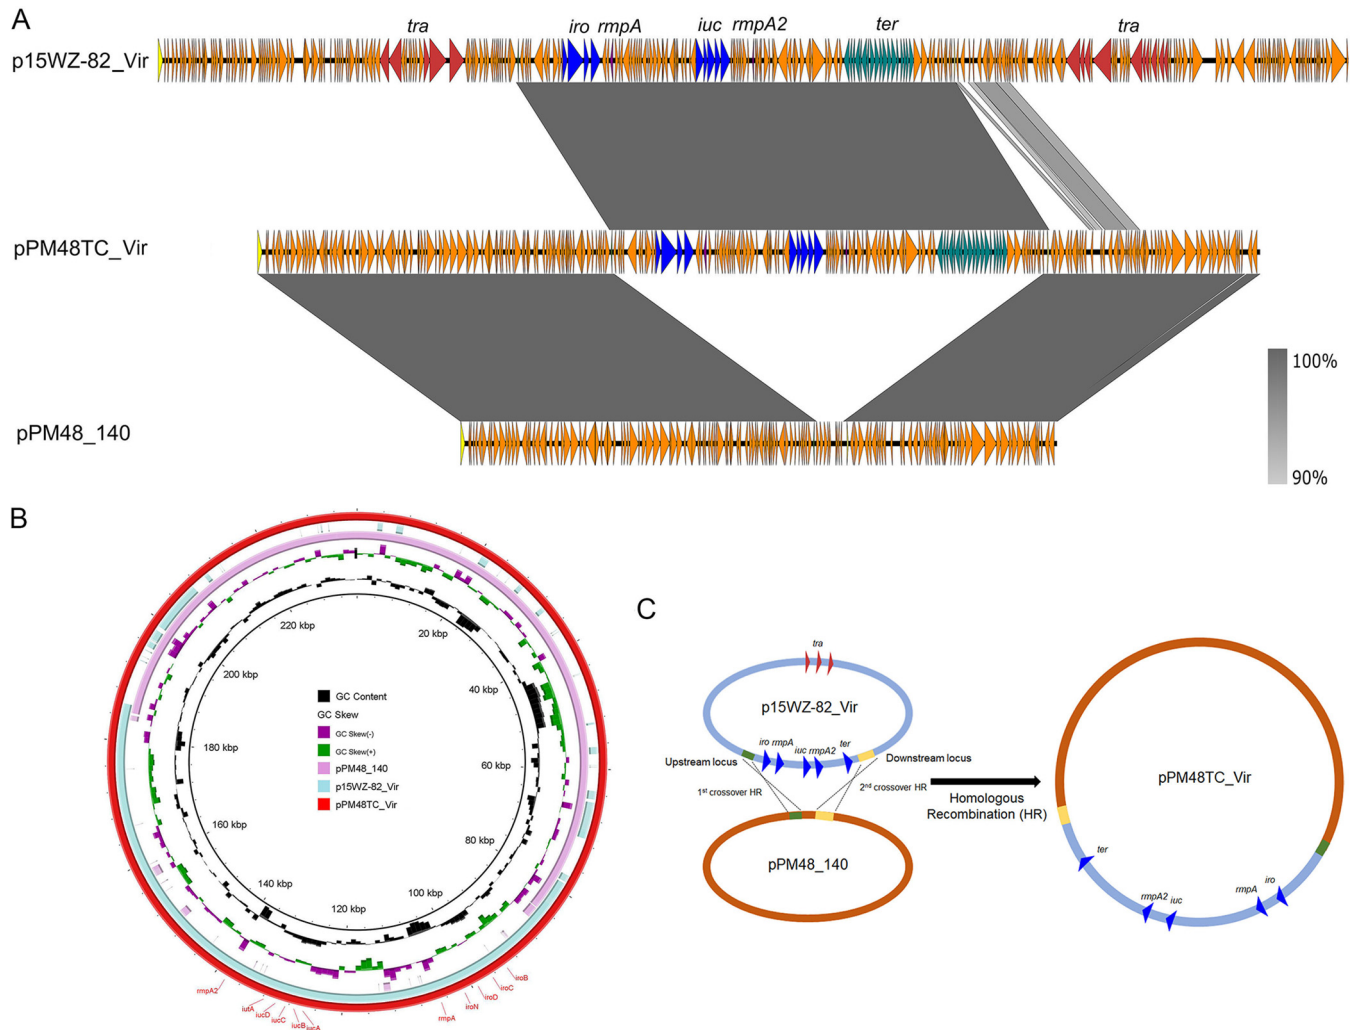 A
tra
iro
rmpA
iuc
rmpA2
ter
tra
p15WZ-82_Vir
pPM48TC_Vir
pPM48_140
100%
90%
B
220 kbp
20 kbp
200 kbp
40 kbp
180 kbp
60 kbp
160 kbp
80 kbp
140 kbp
100 kbp
120 kbp
GC Content
GC Skew
GC Skew(-)
GC Skew(+)
pPM48_140
p15WZ-82_Vir
pPM48TC_Vir
rmpA2
iutA
iucD
iucC
iucB
iucA
rmpA
iroN
iroD
iroC
iroB
C
tra
p15WZ-82_Vir
iro
rmpA
iuc
rmpA2
ter
Upstream locus
Downstream locus
1st crossover HR
2nd crossover HR
pPM48_140
Homologous
Recombination (HR)
pPM48TC_Vir
ter
rmpA2
iuc
rmpA
iro